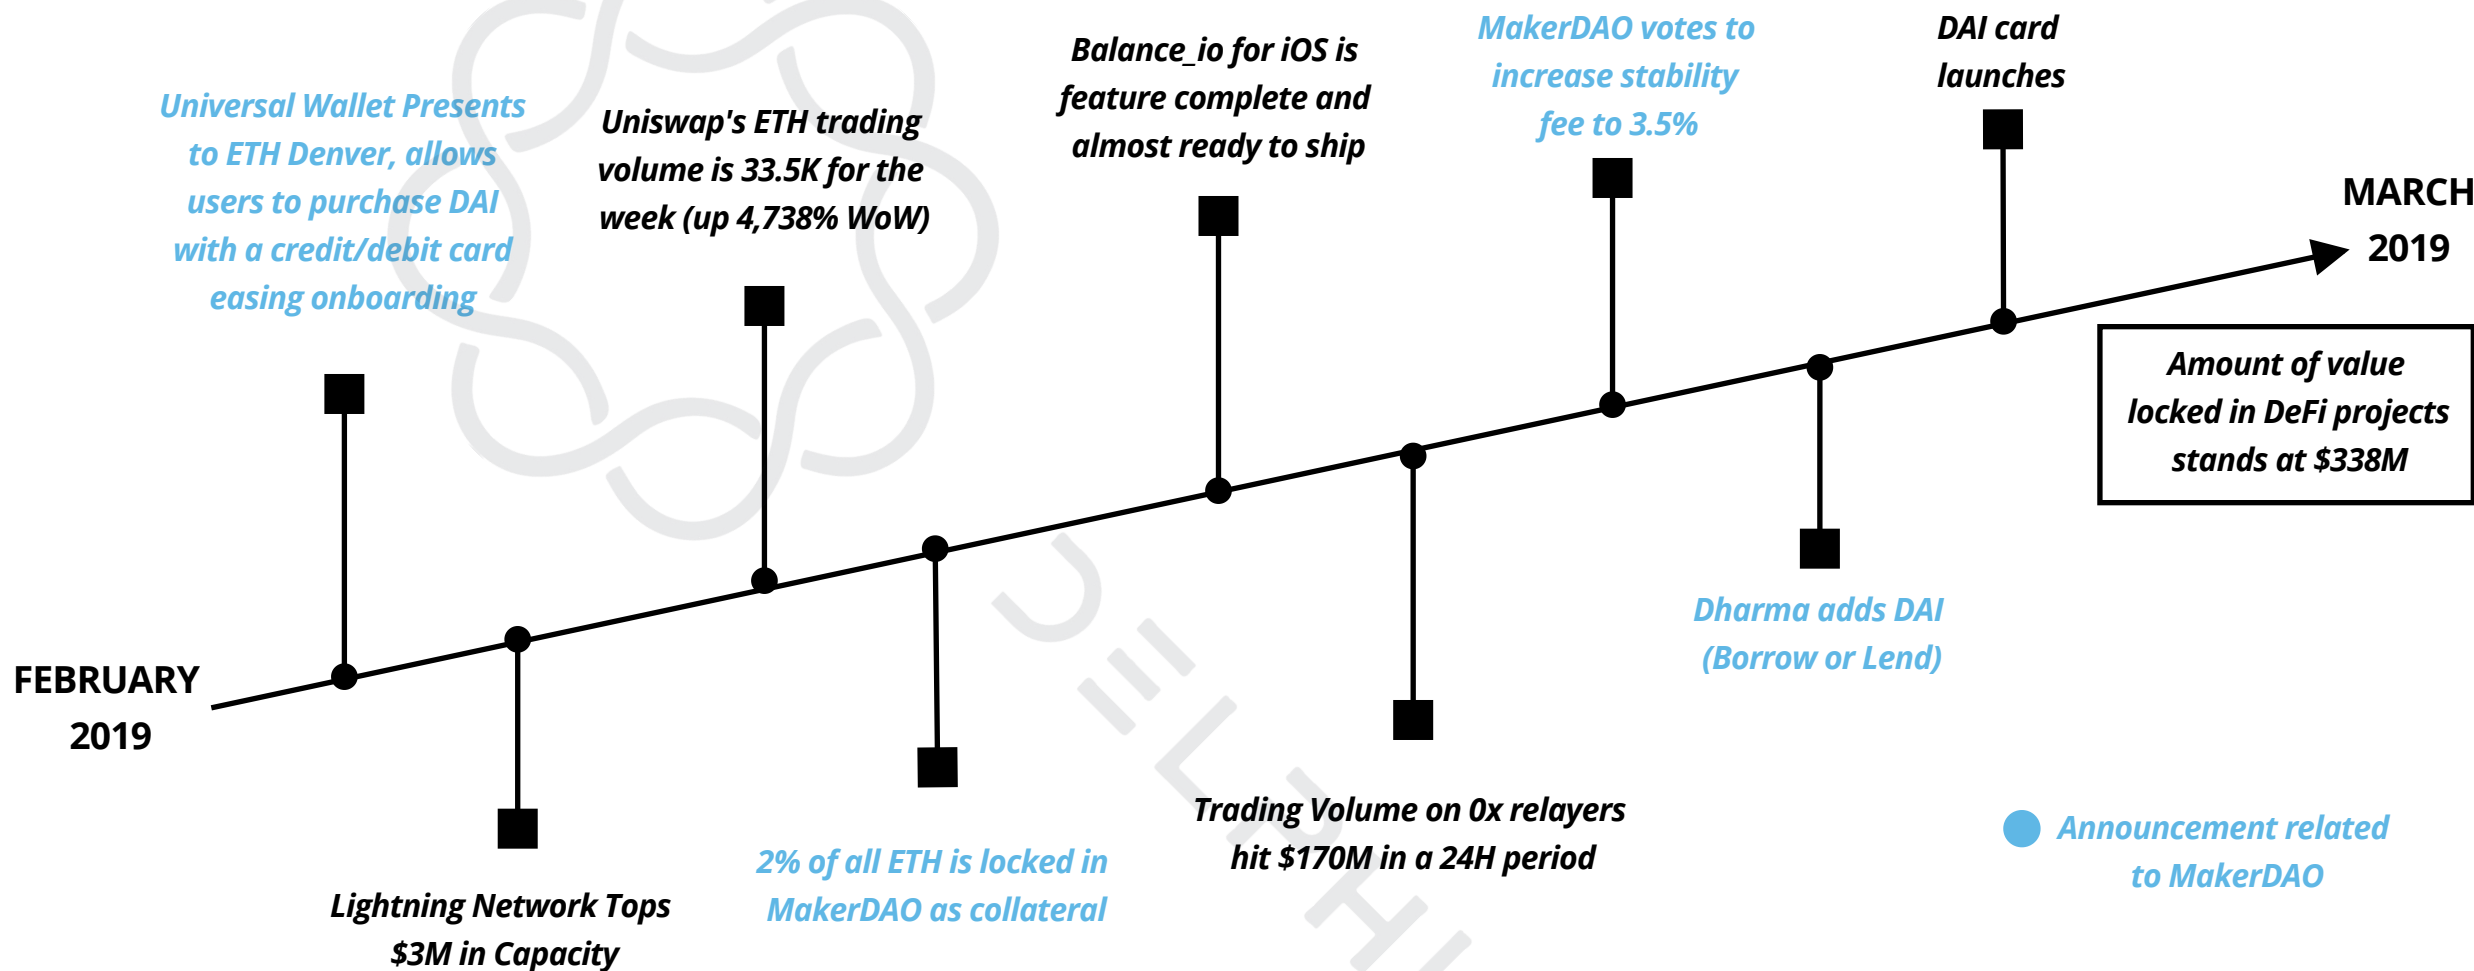 Universal Wallet Presents
to ETH Denver, allows
users to purchase DAI
with a credit/debit card
easing onboarding
Uniswap's ETH trading
volume is 33.5K for the
week (up 4,738% WoW)
Balance_io for iOS is
feature complete and
almost ready to ship
MakerDAO votes to
increase stability
fee to 3.5%
DAI card
launches
MARCH
2019
Amount of value
locked in DeFi projects
stands at $338M
FEBRUARY
2019
Lightning Network Tops
$3M in Capacity
2% of all ETH is locked in
MakerDAO as collateral
Trading Volume on 0x relayers
hit $170M in a 24H period
Dharma adds DAI
(Borrow or Lend)
Announcement related
to MakerDAO
DELPHI